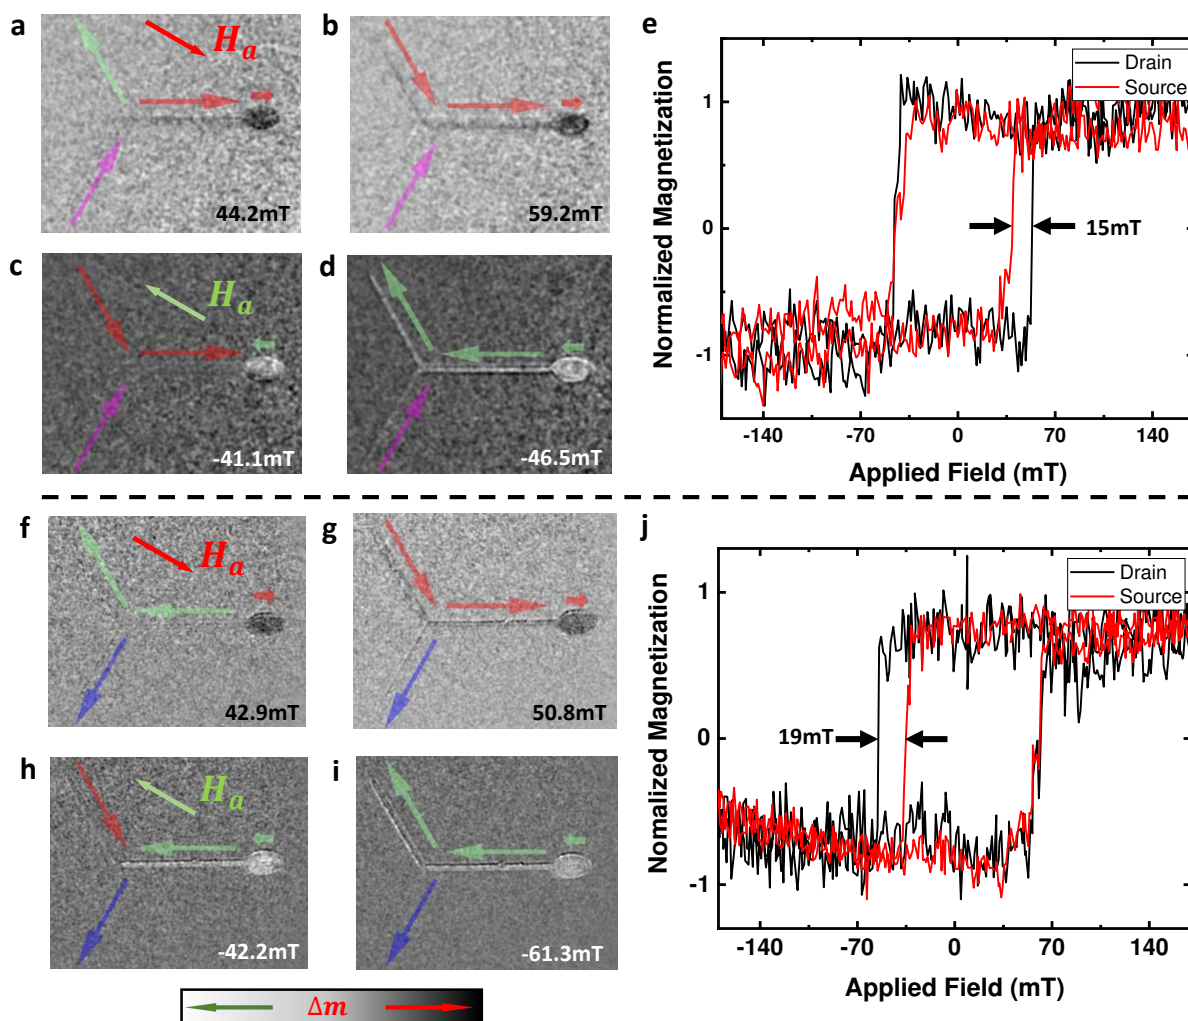 a
H_a
44.2mT
b
59.2mT
c
H_a
-41.1mT
d
-46.5mT
e
Normalized Magnetization
1
0
-1
Drain
Source
15mT
-140 -70 0 70 140
Applied Field (mT)
f
H_a
42.9mT
g
50.8mT
h
H_a
-42.2mT
i
-61.3mT
Δm
j
Nomalized Magnetization
1
0
-1
Drain
Source
19mT
-140 -70 0 70 140
Applied Field (mT)